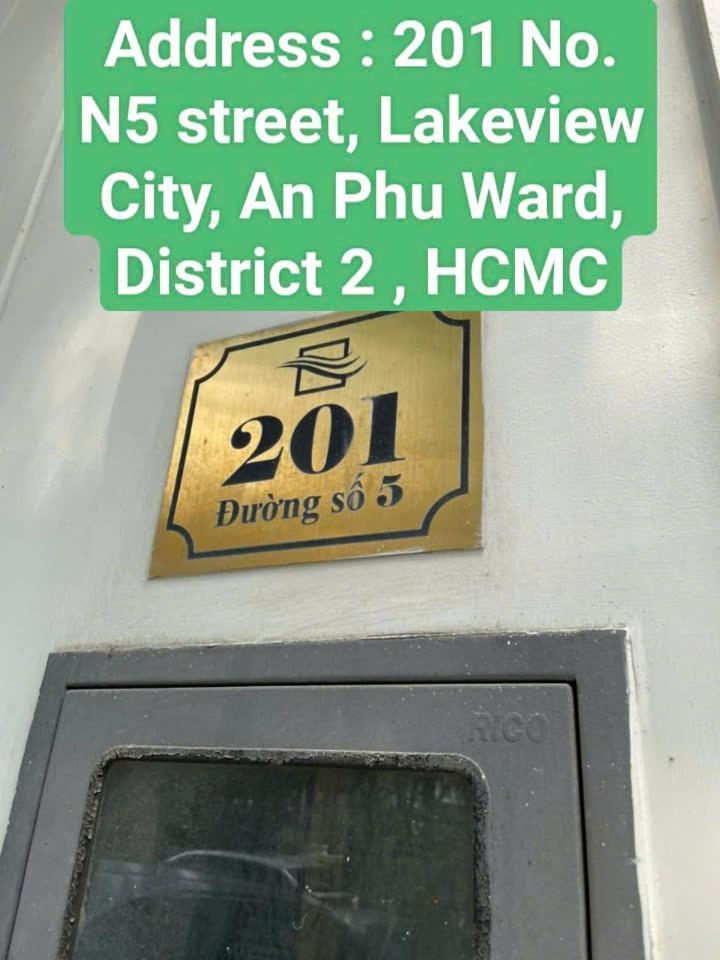 Address : 201 No.
N5 street, Lakeview
City, An Phu Ward,
District 2 , HCMC
201
Đường số 5
RICO